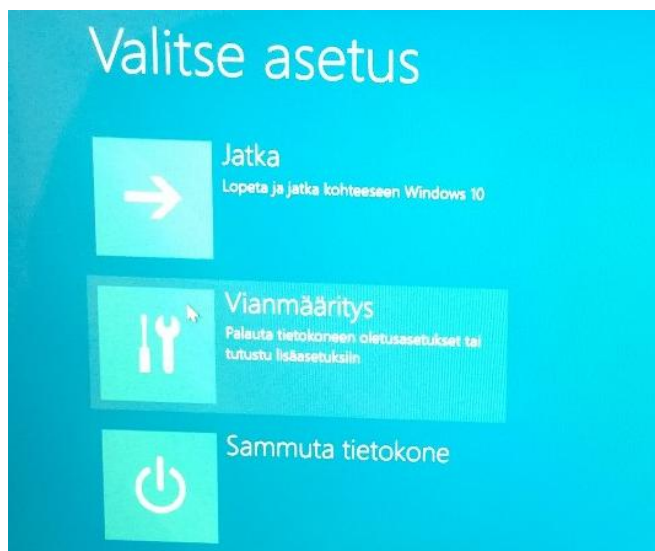 Valitse asetus
Jatka
Lopeta ja jatka kohteeseen Windows 10
Vianmääritys
Palauta tietokoneen oletusasetukset tai
tutustu lisäasetuksiin
Sammuta tietokone